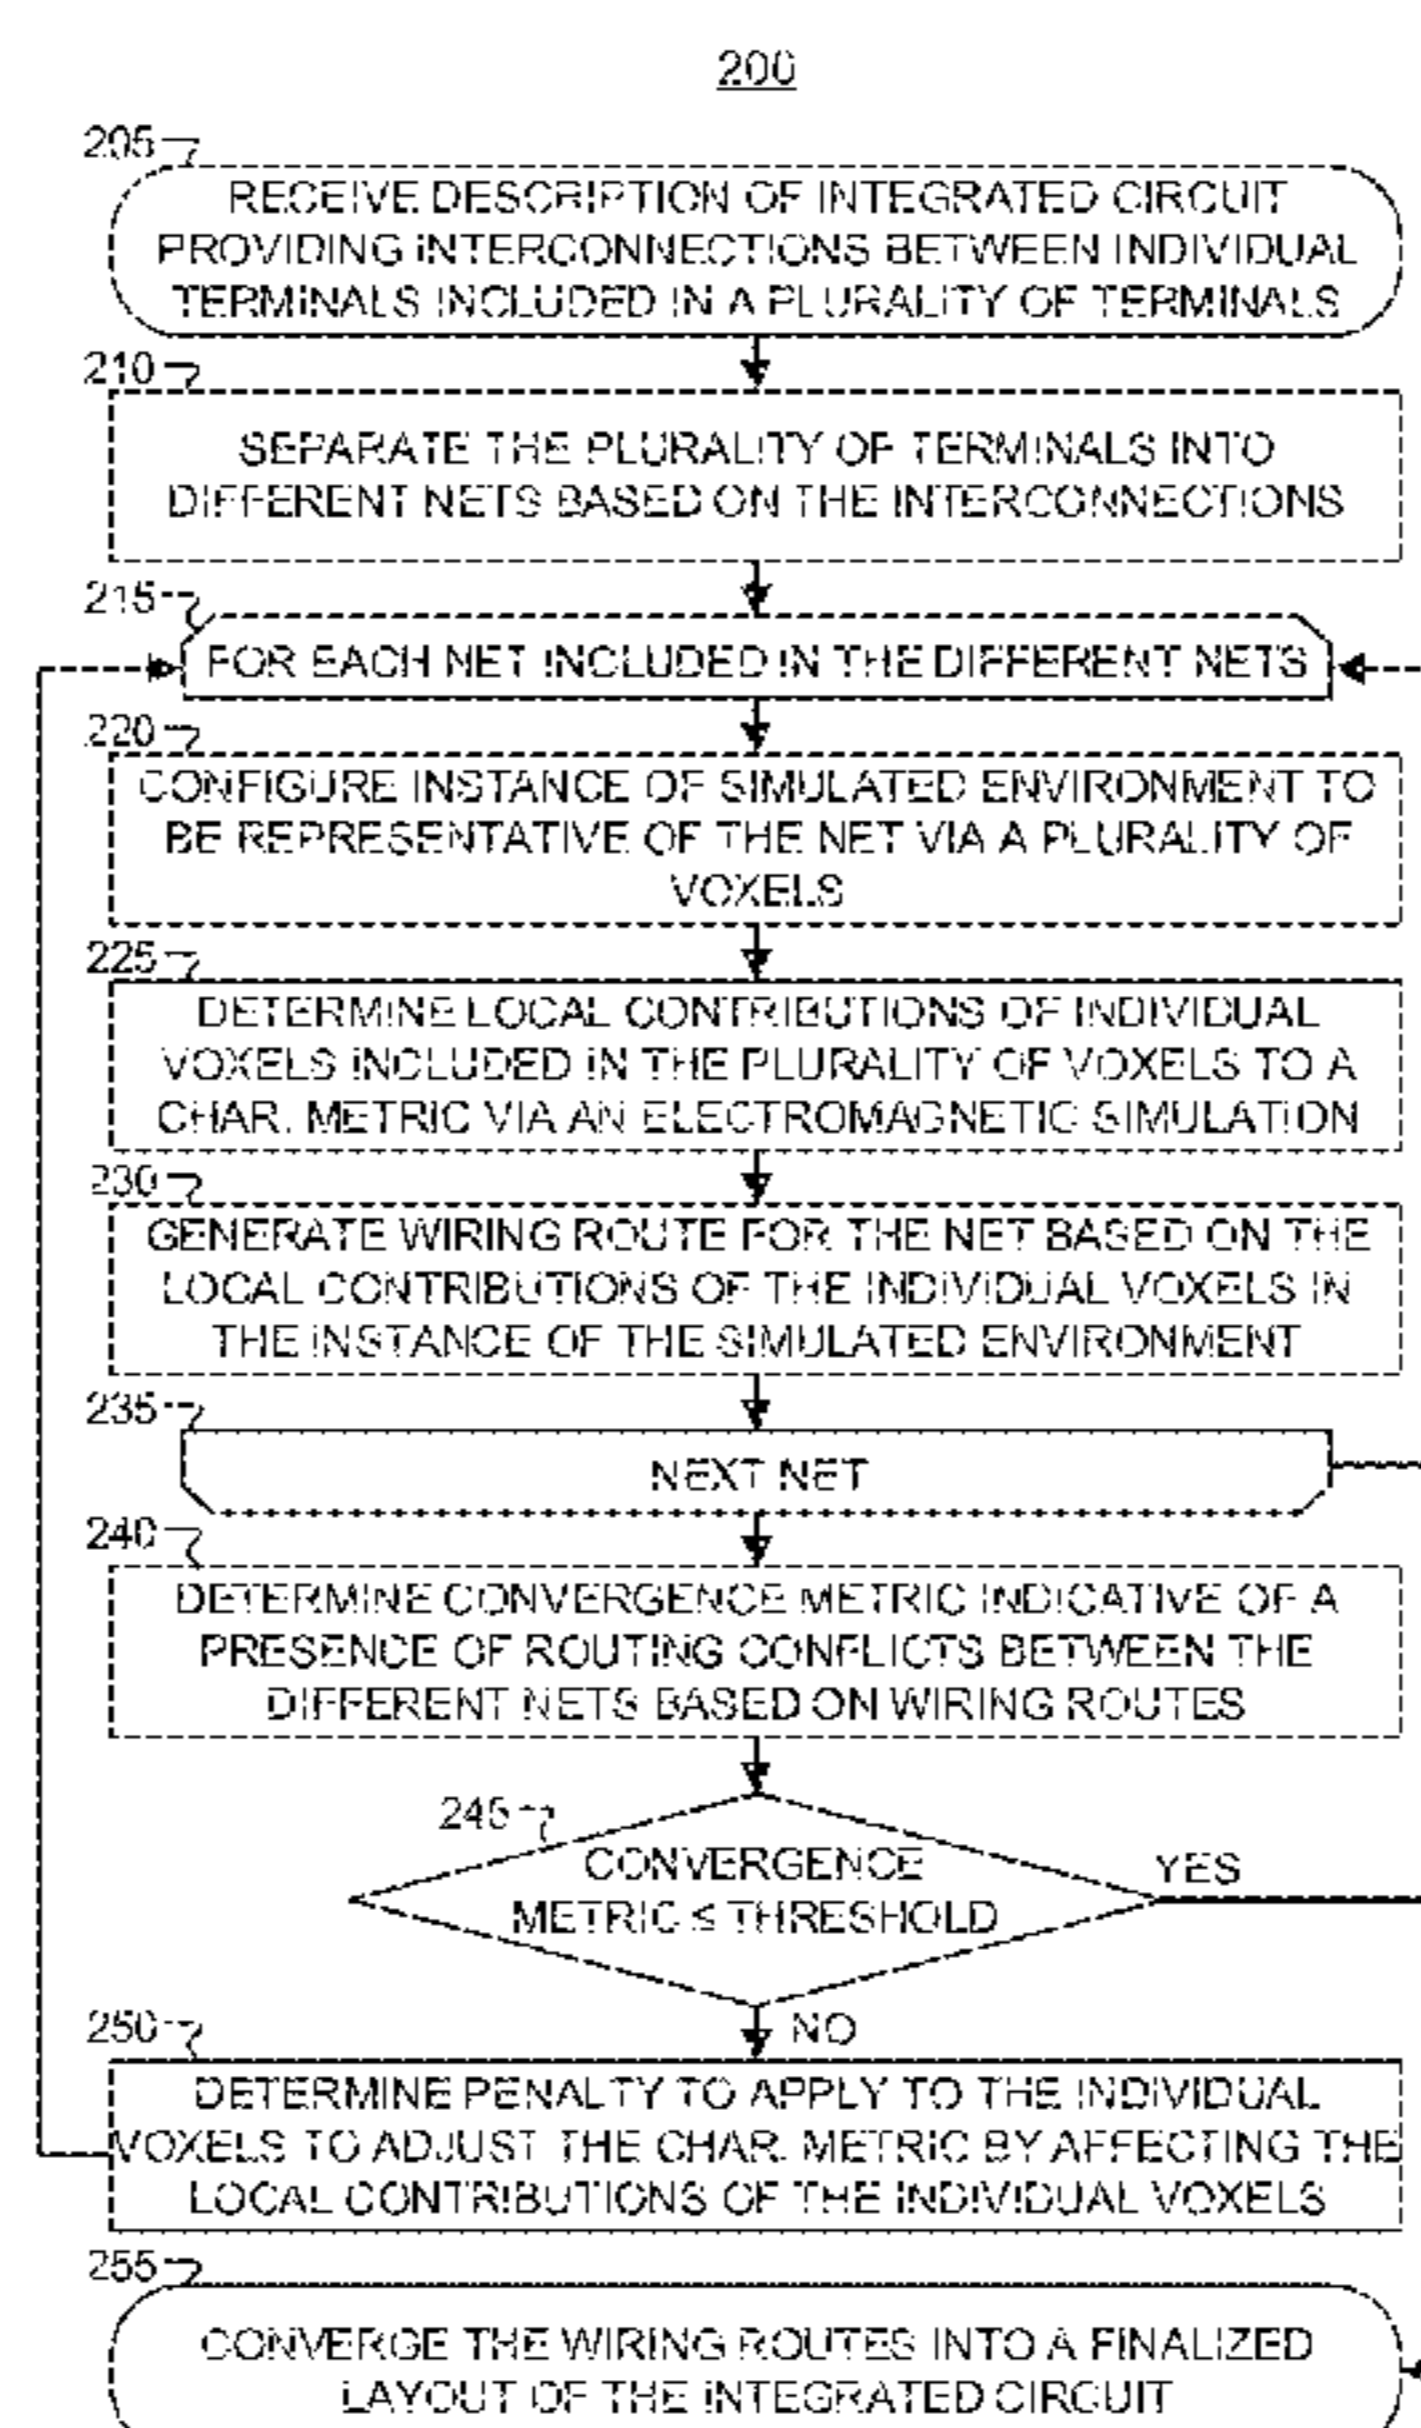 200
205
RECEIVE DESCRIPTION OF INTEGRATED CIRCUIT
PROVIDING INTERCONNECTIONS BETWEEN INDIVIDUAL
TERMINALS INCLUDED IN A PLURALITY OF TERMINALS
210
SEPARATE THE PLURALITY OF TERMINALS INTO
DIFFERENT NETS BASED ON THE INTERCONNECTIONS
215
FOR EACH NET INCLUDED IN THE DIFFERENT NETS
220
CONFIGURE INSTANCE OF SIMULATED ENVIRONMENT TO
BE REPRESENTATIVE OF THE NET VIA A PLURALITY OF
VOXELS
225
DETERMINE LOCAL CONTRIBUTIONS OF INDIVIDUAL
VOXELS INCLUDED IN THE PLURALITY OF VOXELS TO A
CHAR. METRIC VIA AN ELECTROMAGNETIC SIMULATION
230
GENERATE WIRING ROUTE FOR THE NET BASED ON THE
LOCAL CONTRIBUTIONS OF THE INDIVIDUAL VOXELS IN
THE INSTANCE OF THE SIMULATED ENVIRONMENT
235
NEXT NET
240
DETERMINE CONVERGENCE METRIC INDICATIVE OF A
PRESENCE OF ROUTING CONFLICTS BETWEEN THE
DIFFERENT NETS BASED ON WIRING ROUTES
245
CONVERGENCE
METRIC ≤ THRESHOLD
YES
NO
250
DETERMINE PENALTY TO APPLY TO THE INDIVIDUAL
VOXELS TO ADJUST THE CHAR. METRIC BY AFFECTING THE
LOCAL CONTRIBUTIONS OF THE INDIVIDUAL VOXELS
255
CONVERGE THE WIRING ROUTES INTO A FINALIZED
LAYOUT OF THE INTEGRATED CIRCUIT